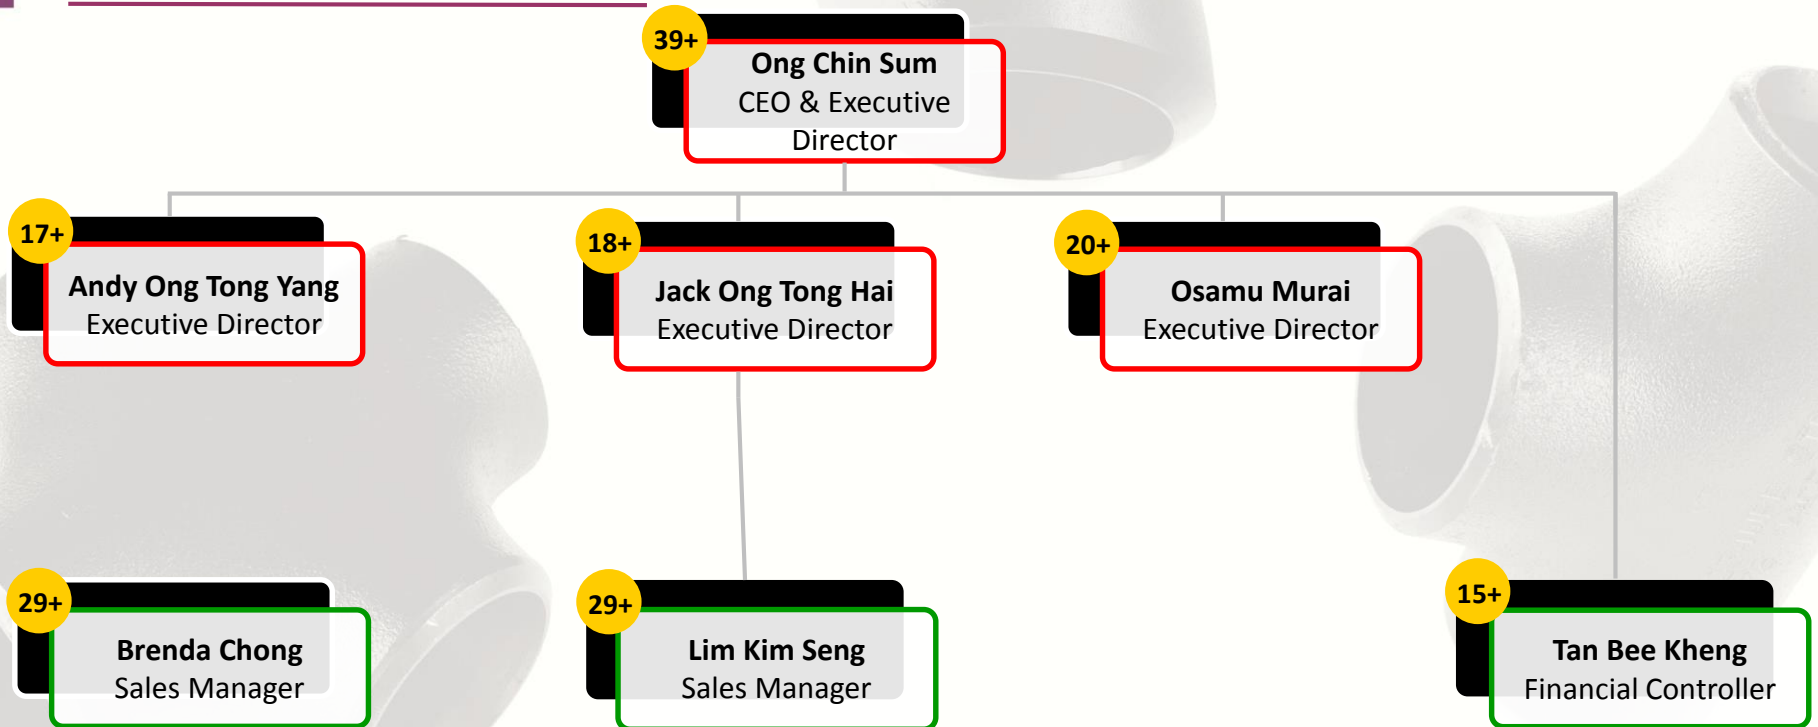 39+
Ong Chin Sum
CEO & Executive
Director
17+
Andy Ong Tong Yang
Executive Director
18+
Jack Ong Tong Hai
Executive Director
20+
Osamu Murai
Executive Director
29+
Brenda Chong
Sales Manager
29+
Lim Kim Seng
Sales Manager
15+
Tan Bee Kheng
Financial Controller